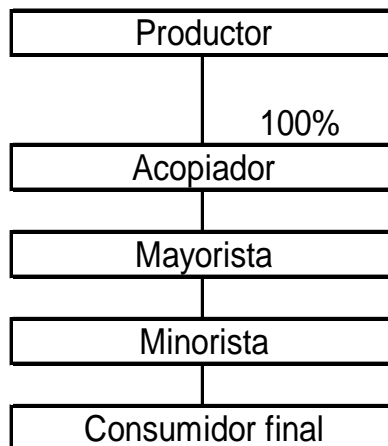 Productor
100%
Acopiador
Mayorista
Minorista
Consumidor final